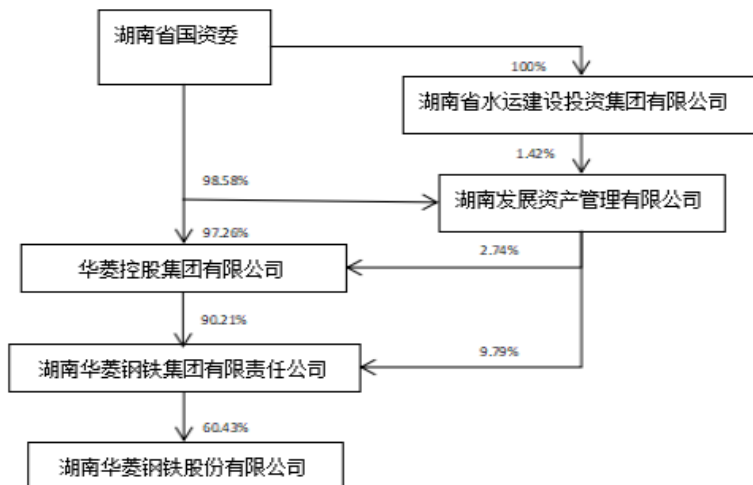 湖南省国资委
100%
湖南省水运建设投资集团有限公司
1.42%
98.58%
湖南发展资产管理有限公司
97.26%
2.74%
华菱控股集团有限公司
90.21%
9.79%
湖南华菱钢铁集团有限责任公司
60.43%
湖南华菱钢铁股份有限公司